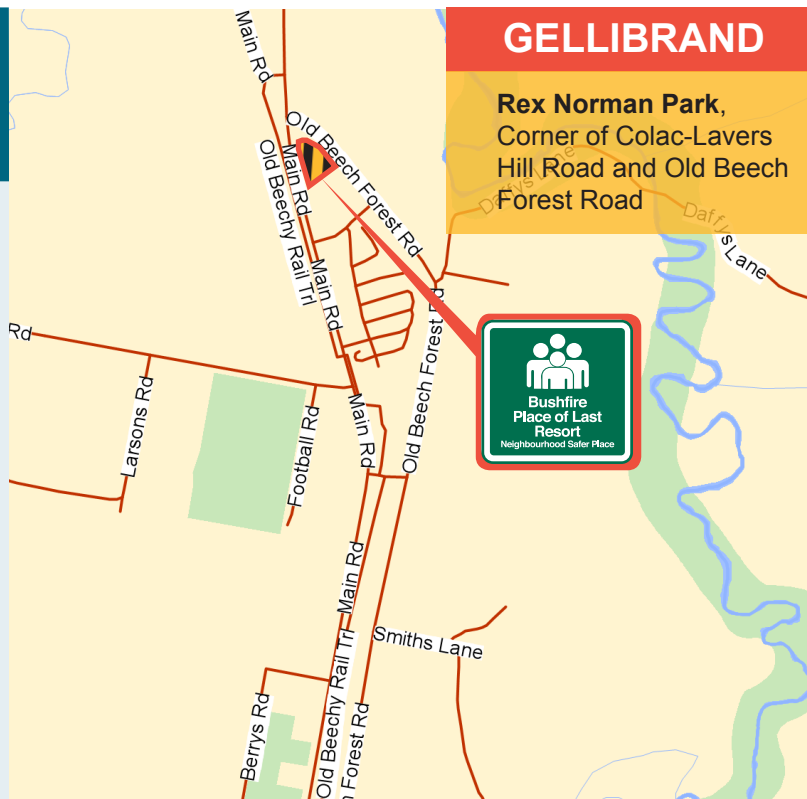 GELLIBRAND
Rex Norman Park,
Corner of Colac-Lavers
Hill Road and Old Beech
Forest Road
Main Rd
Old Beech Forest Rd
Main Rd
Old Beechy Rail Trl
Daffys Lane
Daffys Lane
Main Rd
Rd
Larsons Rd
Football Rd
Main Rd
Old Beech Forest Rd
Bushfire
Place of Last
Resort
Neighbourhood Safer Place
Main Rd
Smiths Lane
Old Beechy Rail Trl
Berrys Rd
Forest Rd